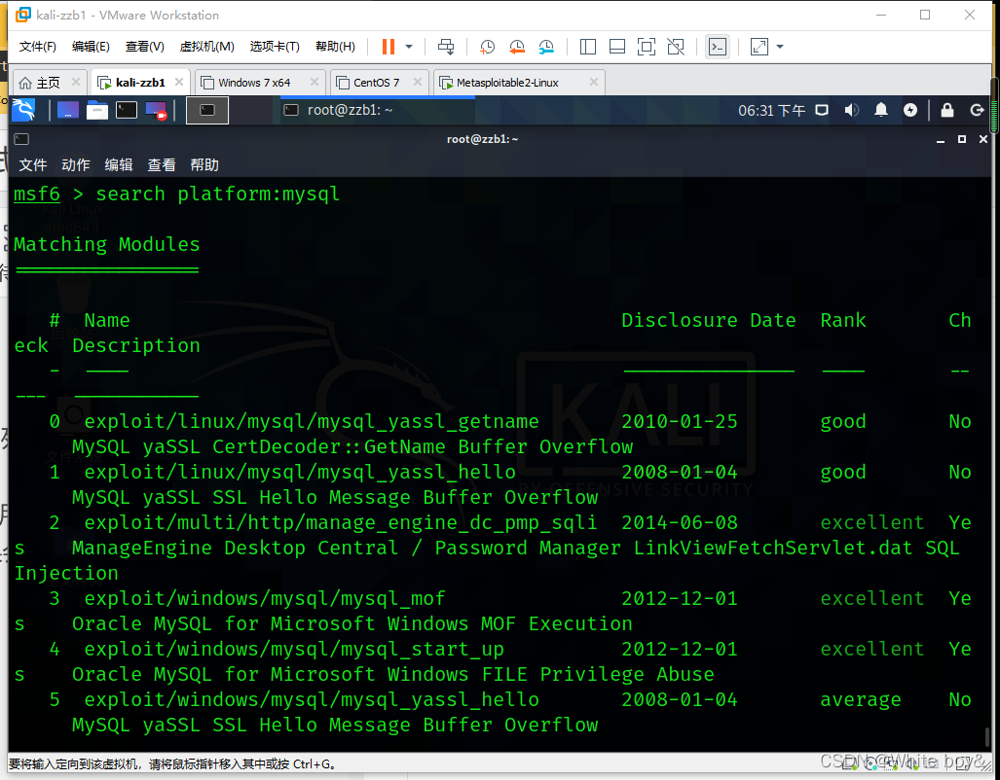 kali-zzb1 - VMware Workstation
文件(F) 编辑(E) 查看(V) 虚拟机(M) 选项卡(T) 帮助(H)
主页 kali-zzb1 Windows 7 x64 CentOS 7 Metasploitable2-Linux
root@zzb1: ~ 06:31 下午
root@zzb1: ~
文件 动作 编辑 查看 帮助
msf6 > search platform:mysql
Matching Modules
================
# Name Disclosure Date Rank Ch
eck Description
- ---- --------------- ---- --
--- -----------
0 exploit/linux/mysql/mysql_yassl_getname 2010-01-25 good No
MySQL yaSSL CertDecoder::GetName Buffer Overflow
1 exploit/linux/mysql/mysql_yassl_hello 2008-01-04 good No
MySQL yaSSL SSL Hello Message Buffer Overflow
2 exploit/multi/http/manage_engine_dc_pmp_sqli 2014-06-08 excellent Ye
s ManageEngine Desktop Central / Password Manager LinkViewFetchServlet.dat SQL
Injection
3 exploit/windows/mysql/mysql_mof 2012-12-01 excellent Ye
s Oracle MySQL for Microsoft Windows MOF Execution
4 exploit/windows/mysql/mysql_start_up 2012-12-01 excellent Ye
s Oracle MySQL for Microsoft Windows FILE Privilege Abuse
5 exploit/windows/mysql/mysql_yassl_hello 2008-01-04 average No
MySQL yaSSL SSL Hello Message Buffer Overflow
KALI
BY OFFENSIVE SECURITY
要将输入定向到该虚拟机，请将鼠标指针移入其中或按 Ctrl+G。
CSDN @White boy&